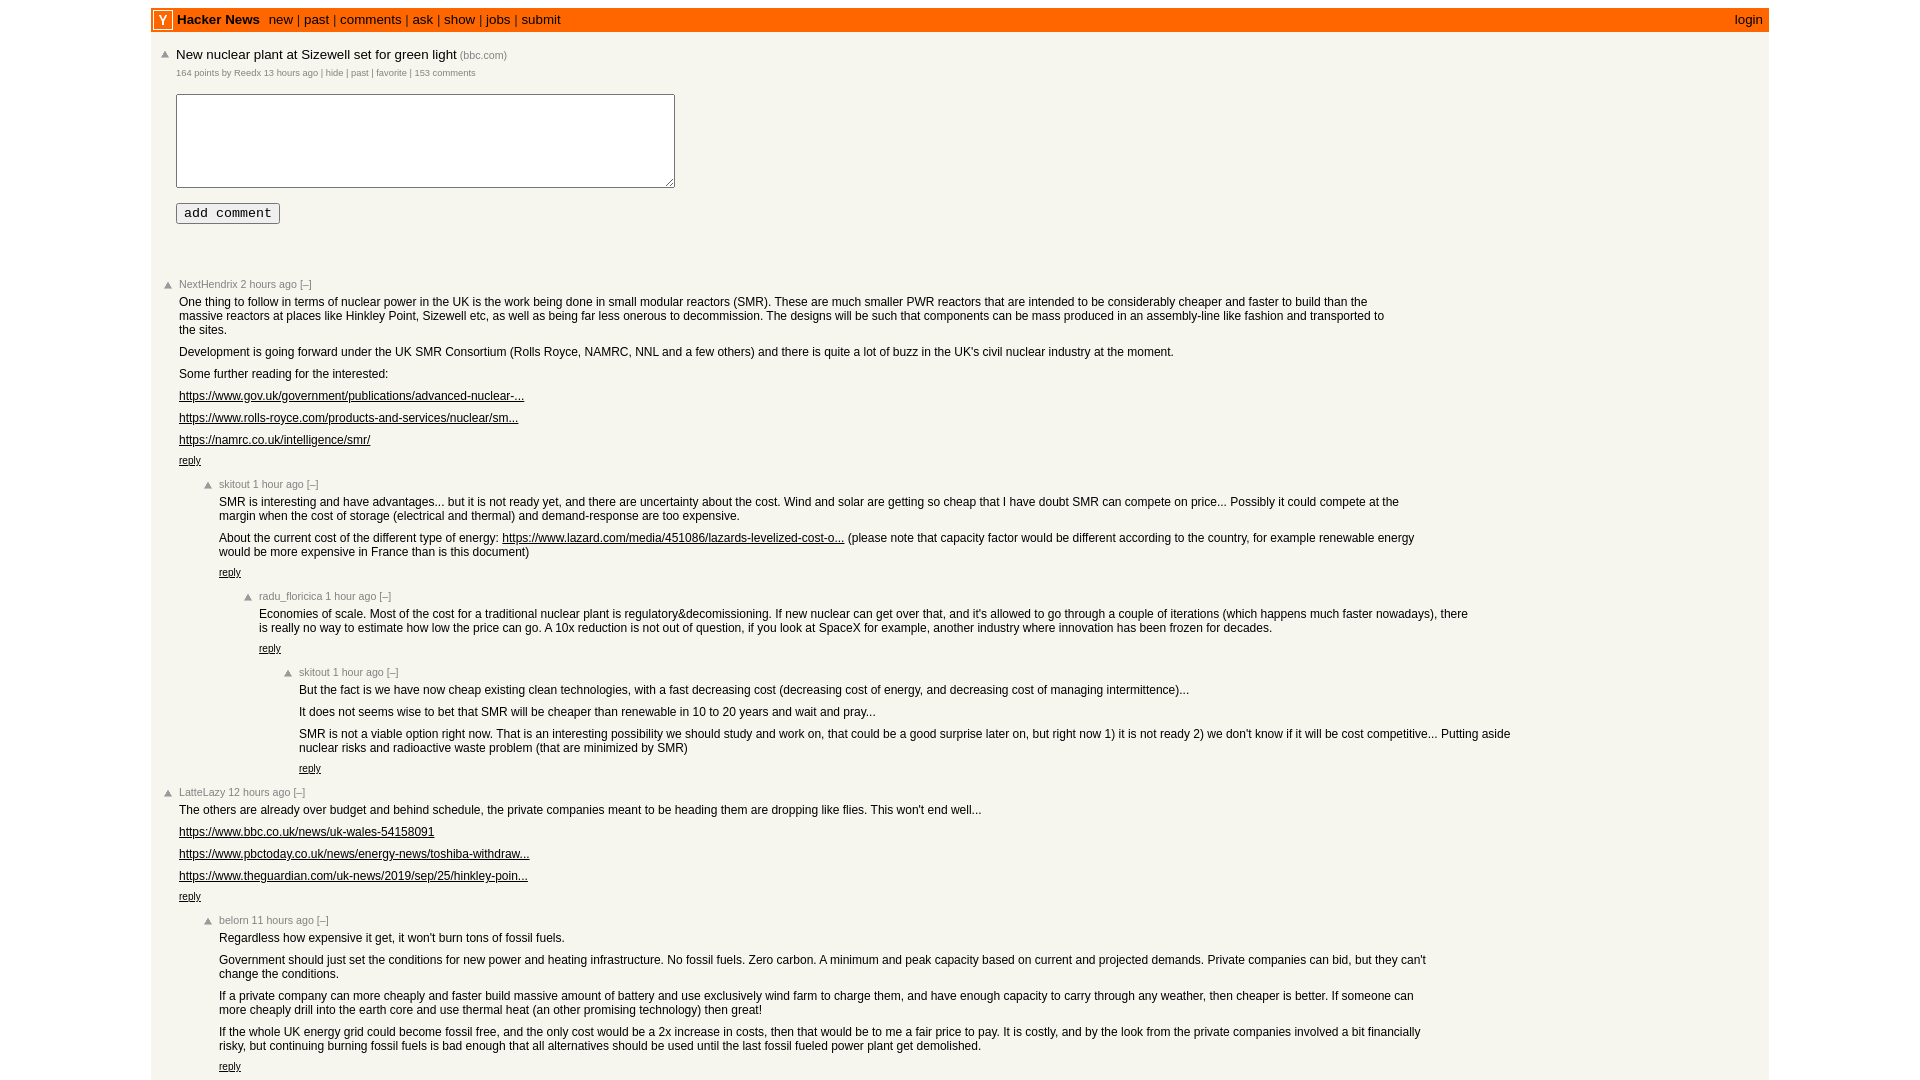 Y Hacker News new | past | comments | ask | show | jobs | submit login
New nuclear plant at Sizewell set for green light (bbc.com)
164 points by Reedx 13 hours ago | hide | past | favorite | 153 comments
add comment
NextHendrix 2 hours ago [–]
One thing to follow in terms of nuclear power in the UK is the work being done in small modular reactors (SMR). These are much smaller PWR reactors that are intended to be considerably cheaper and faster to build than the
massive reactors at places like Hinkley Point, Sizewell etc, as well as being far less onerous to decommission. The designs will be such that components can be mass produced in an assembly-line like fashion and transported to
the sites.
Development is going forward under the UK SMR Consortium (Rolls Royce, NAMRC, NNL and a few others) and there is quite a lot of buzz in the UK's civil nuclear industry at the moment.
Some further reading for the interested:
https://www.gov.uk/government/publications/advanced-nuclear-...
https://www.rolls-royce.com/products-and-services/nuclear/sm...
https://namrc.co.uk/intelligence/smr/
reply
skitout 1 hour ago [–]
SMR is interesting and have advantages... but it is not ready yet, and there are uncertainty about the cost. Wind and solar are getting so cheap that I have doubt SMR can compete on price... Possibly it could compete at the
margin when the cost of storage (electrical and thermal) and demand-response are too expensive.
About the current cost of the different type of energy: https://www.lazard.com/media/451086/lazards-levelized-cost-o... (please note that capacity factor would be different according to the country, for example renewable energy
would be more expensive in France than is this document)
reply
radu_floricica 1 hour ago [–]
Economies of scale. Most of the cost for a traditional nuclear plant is regulatory&decomissioning. If new nuclear can get over that, and it's allowed to go through a couple of iterations (which happens much faster nowadays), there
is really no way to estimate how low the price can go. A 10x reduction is not out of question, if you look at SpaceX for example, another industry where innovation has been frozen for decades.
reply
skitout 1 hour ago [–]
But the fact is we have now cheap existing clean technologies, with a fast decreasing cost (decreasing cost of energy, and decreasing cost of managing intermittence)...
It does not seems wise to bet that SMR will be cheaper than renewable in 10 to 20 years and wait and pray...
SMR is not a viable option right now. That is an interesting possibility we should study and work on, that could be a good surprise later on, but right now 1) it is not ready 2) we don't know if it will be cost competitive... Putting aside
nuclear risks and radioactive waste problem (that are minimized by SMR)
reply
LatteLazy 12 hours ago [–]
The others are already over budget and behind schedule, the private companies meant to be heading them are dropping like flies. This won't end well...
https://www.bbc.co.uk/news/uk-wales-54158091
https://www.pbctoday.co.uk/news/energy-news/toshiba-withdraw...
https://www.theguardian.com/uk-news/2019/sep/25/hinkley-poin...
reply
belorn 11 hours ago [–]
Regardless how expensive it get, it won't burn tons of fossil fuels.
Government should just set the conditions for new power and heating infrastructure. No fossil fuels. Zero carbon. A minimum and peak capacity based on current and projected demands. Private companies can bid, but they can't
change the conditions.
If a private company can more cheaply and faster build massive amount of battery and use exclusively wind farm to charge them, and have enough capacity to carry through any weather, then cheaper is better. If someone can
more cheaply drill into the earth core and use thermal heat (an other promising technology) then great!
If the whole UK energy grid could become fossil free, and the only cost would be a 2x increase in costs, then that would be to me a fair price to pay. It is costly, and by the look from the private companies involved a bit financially
risky, but continuing burning fossil fuels is bad enough that all alternatives should be used until the last fossil fueled power plant get demolished.
reply